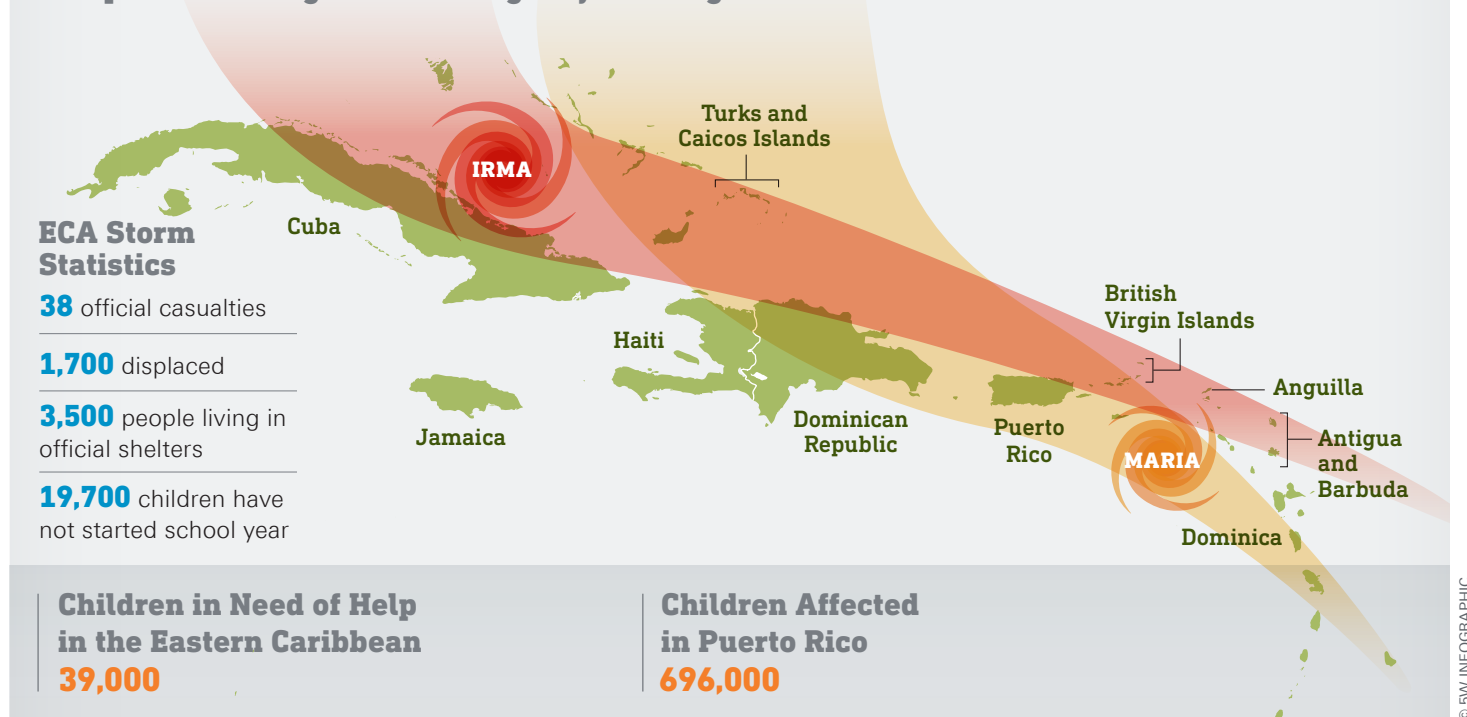 IRMA
Turks and
Caicos Islands
Cuba
ECA Storm
Statistics
38 official casualties
1,700 displaced
3,500 people living in
official shelters
19,700 children have
not started school year
Haiti
Jamaica
Dominican
Republic
Puerto
Rico
British
Virgin Islands
Anguilla
MARIA
Antigua
and
Barbuda
Dominica
Children in Need of Help
in the Eastern Caribbean
39,000
Children Affected
in Puerto Rico
696,000
© 5W INFOGRAPHIC